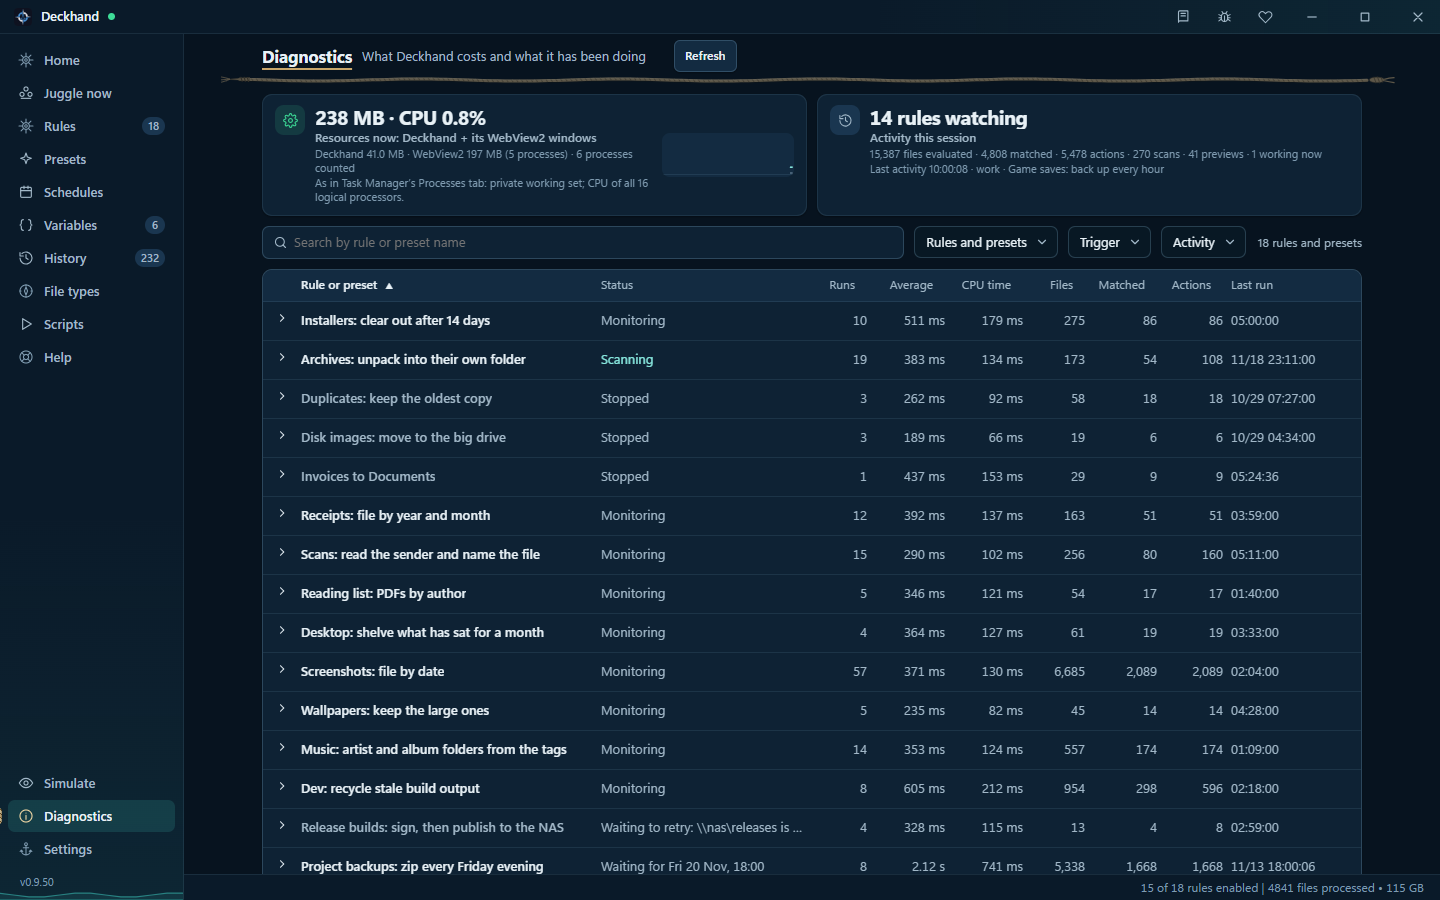 Deckhand
Home
Juggle now
Rules 18
Presets
Schedules
Variables 6
History 232
File types
Scripts
Help
Simulate
Diagnostics
Settings
v0.9.50
Diagnostics What Deckhand costs and what it has been doing Refresh
238 MB · CPU 0.8%
Resources now: Deckhand + its WebView2 windows
Deckhand 41.0 MB · WebView2 197 MB (5 processes) · 6 processes
counted
As in Task Manager's Processes tab: private working set; CPU of all 16
logical processors.
14 rules watching
Activity this session
15,387 files evaluated · 4,808 matched · 5,478 actions · 270 scans · 41 previews · 1 working now
Last activity 10:00:08 · work · Game saves: back up every hour
Search by rule or preset name Rules and presets Trigger Activity 18 rules and presets
Rule or preset ▲ Status Runs Average CPU time Files Matched Actions Last run
Installers: clear out after 14 days Monitoring 10 511 ms 179 ms 275 86 86 05:00:00
Archives: unpack into their own folder Scanning 19 383 ms 134 ms 173 54 108 11/18 23:11:00
Duplicates: keep the oldest copy Stopped 3 262 ms 92 ms 58 18 18 10/29 07:27:00
Disk images: move to the big drive Stopped 3 189 ms 66 ms 19 6 6 10/29 04:34:00
Invoices to Documents Stopped 1 437 ms 153 ms 29 9 9 05:24:36
Receipts: file by year and month Monitoring 12 392 ms 137 ms 163 51 51 03:59:00
Scans: read the sender and name the file Monitoring 15 290 ms 102 ms 256 80 160 05:11:00
Reading list: PDFs by author Monitoring 5 346 ms 121 ms 54 17 17 01:40:00
Desktop: shelve what has sat for a month Monitoring 4 364 ms 127 ms 61 19 19 03:33:00
Screenshots: file by date Monitoring 57 371 ms 130 ms 6,685 2,089 2,089 02:04:00
Wallpapers: keep the large ones Monitoring 5 235 ms 82 ms 45 14 14 04:28:00
Music: artist and album folders from the tags Monitoring 14 353 ms 124 ms 557 174 174 01:09:00
Dev: recycle stale build output Monitoring 8 605 ms 212 ms 954 298 596 02:18:00
Release builds: sign, then publish to the NAS Waiting to retry: \\nas\releases is ... 4 328 ms 115 ms 13 4 8 02:59:00
Project backups: zip every Friday evening Waiting for Fri 20 Nov, 18:00 8 2.12 s 741 ms 5,338 1,668 1,668 11/13 18:00:06
15 of 18 rules enabled | 4841 files processed • 115 GB